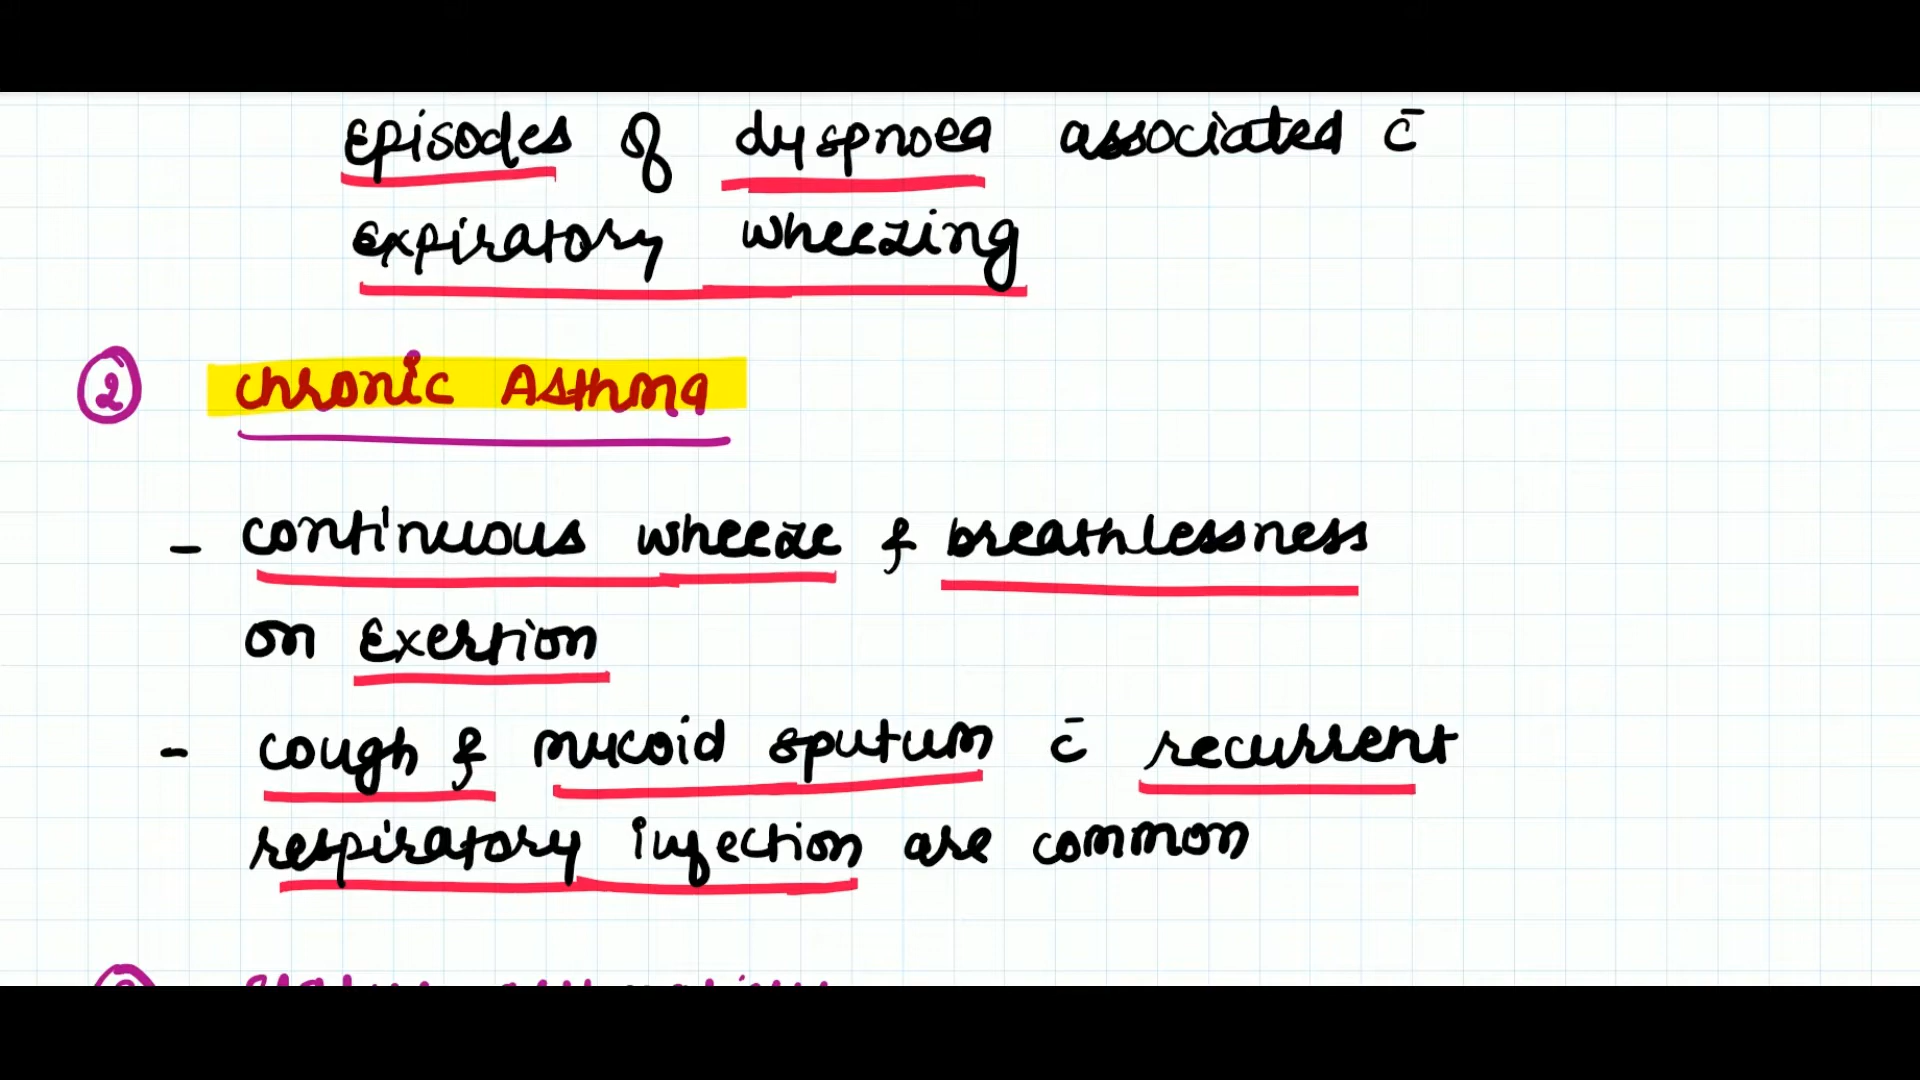 Episodes of dyspnoea associated c̄
expiratory wheezing
② Chronic Asthma
- continuous wheeze & breathlessness
on Exertion
- cough & mucoid sputum c̄ recurrent
respiratory infection are common